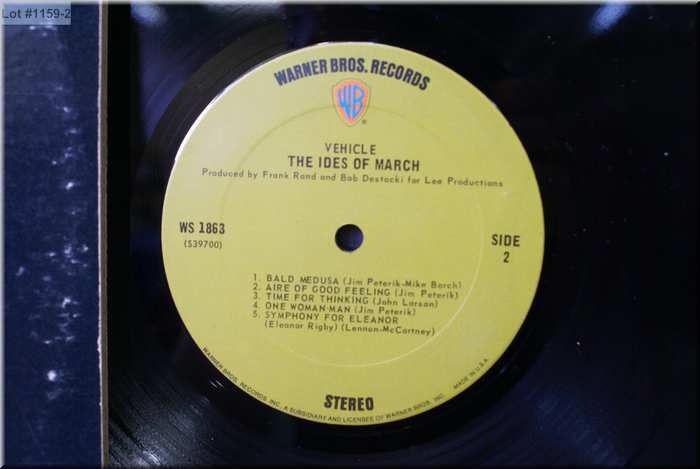 Lot #1159-2
WARNER BROS. RECORDS
WB
®
VEHICLE
THE IDES OF MARCH
Produced by Frank Rand and Bob Destocki for Lee Productions
WS 1863
(S39700)
SIDE
2
1. BALD MEDUSA (Jim Peterik-Mike Borch)
2. AIRE OF GOOD FEELING (Jim Peterik)
3. TIME FOR THINKING (John Larson)
4. ONE WOMAN-MAN (Jim Peterik)
5. SYMPHONY FOR ELEANOR
(Eleanor Rigby) (Lennon-McCartney)
STEREO
WARNER BROS. RECORDS, INC. A SUBSIDIARY AND LICENSEE OF WARNER BROS., INC.
MADE IN U.S.A.